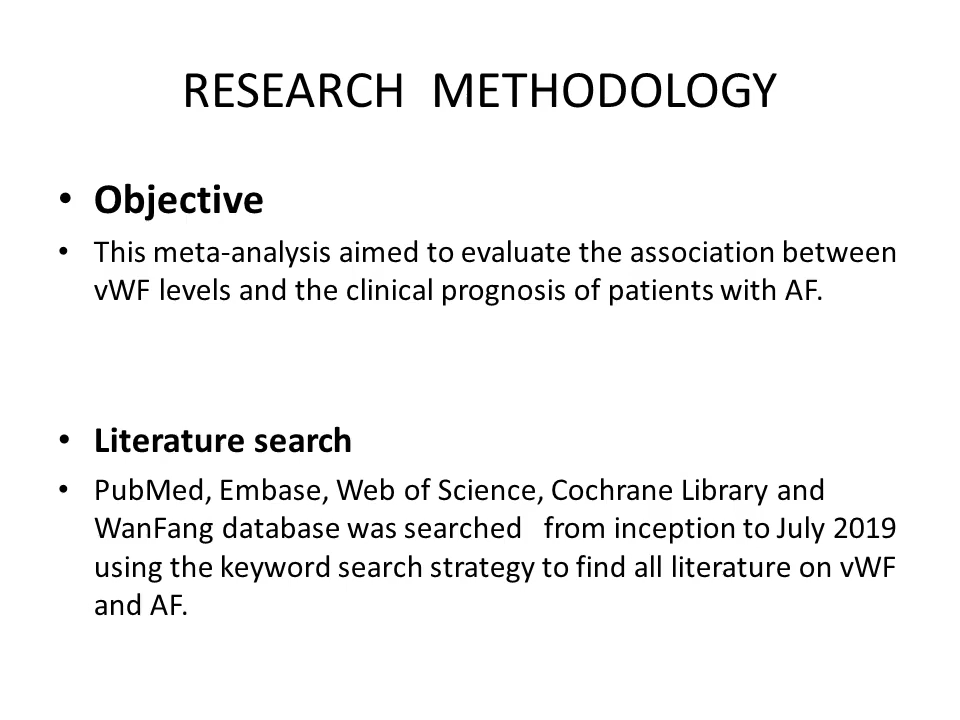 RESEARCH  METHODOLOGY
• Objective
• This meta-analysis aimed to evaluate the association between
vWF levels and the clinical prognosis of patients with AF.
• Literature search
• PubMed, Embase, Web of Science, Cochrane Library and
WanFang database was searched   from inception to July 2019
using the keyword search strategy to find all literature on vWF
and AF.